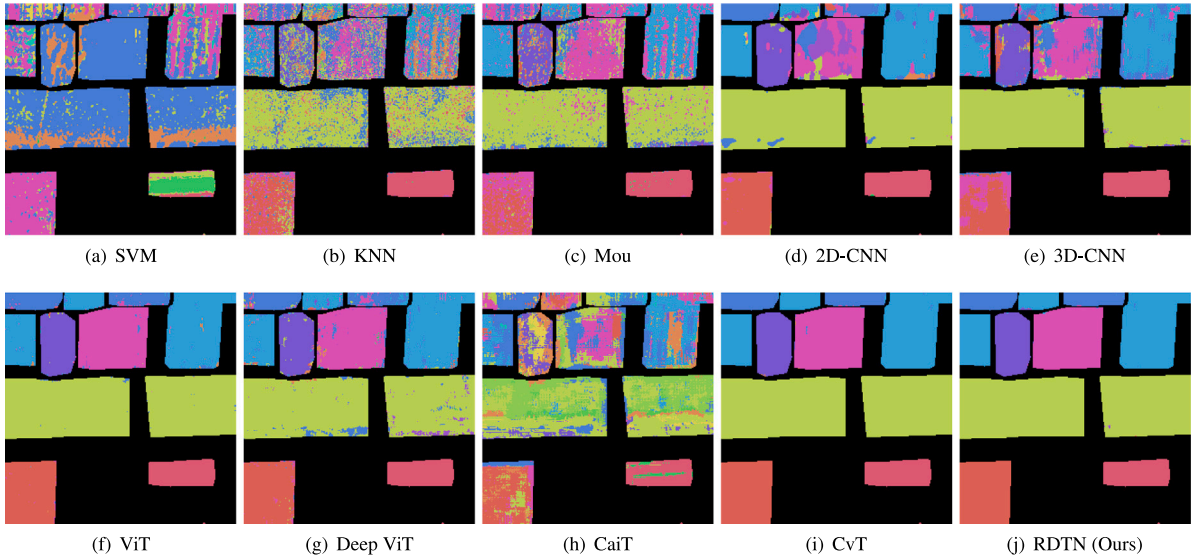 (a) SVM
(b) KNN
(c) Mou
(d) 2D-CNN
(e) 3D-CNN
(f) ViT
(g) Deep ViT
(h) CaiT
(i) CvT
(j) RDTN (Ours)